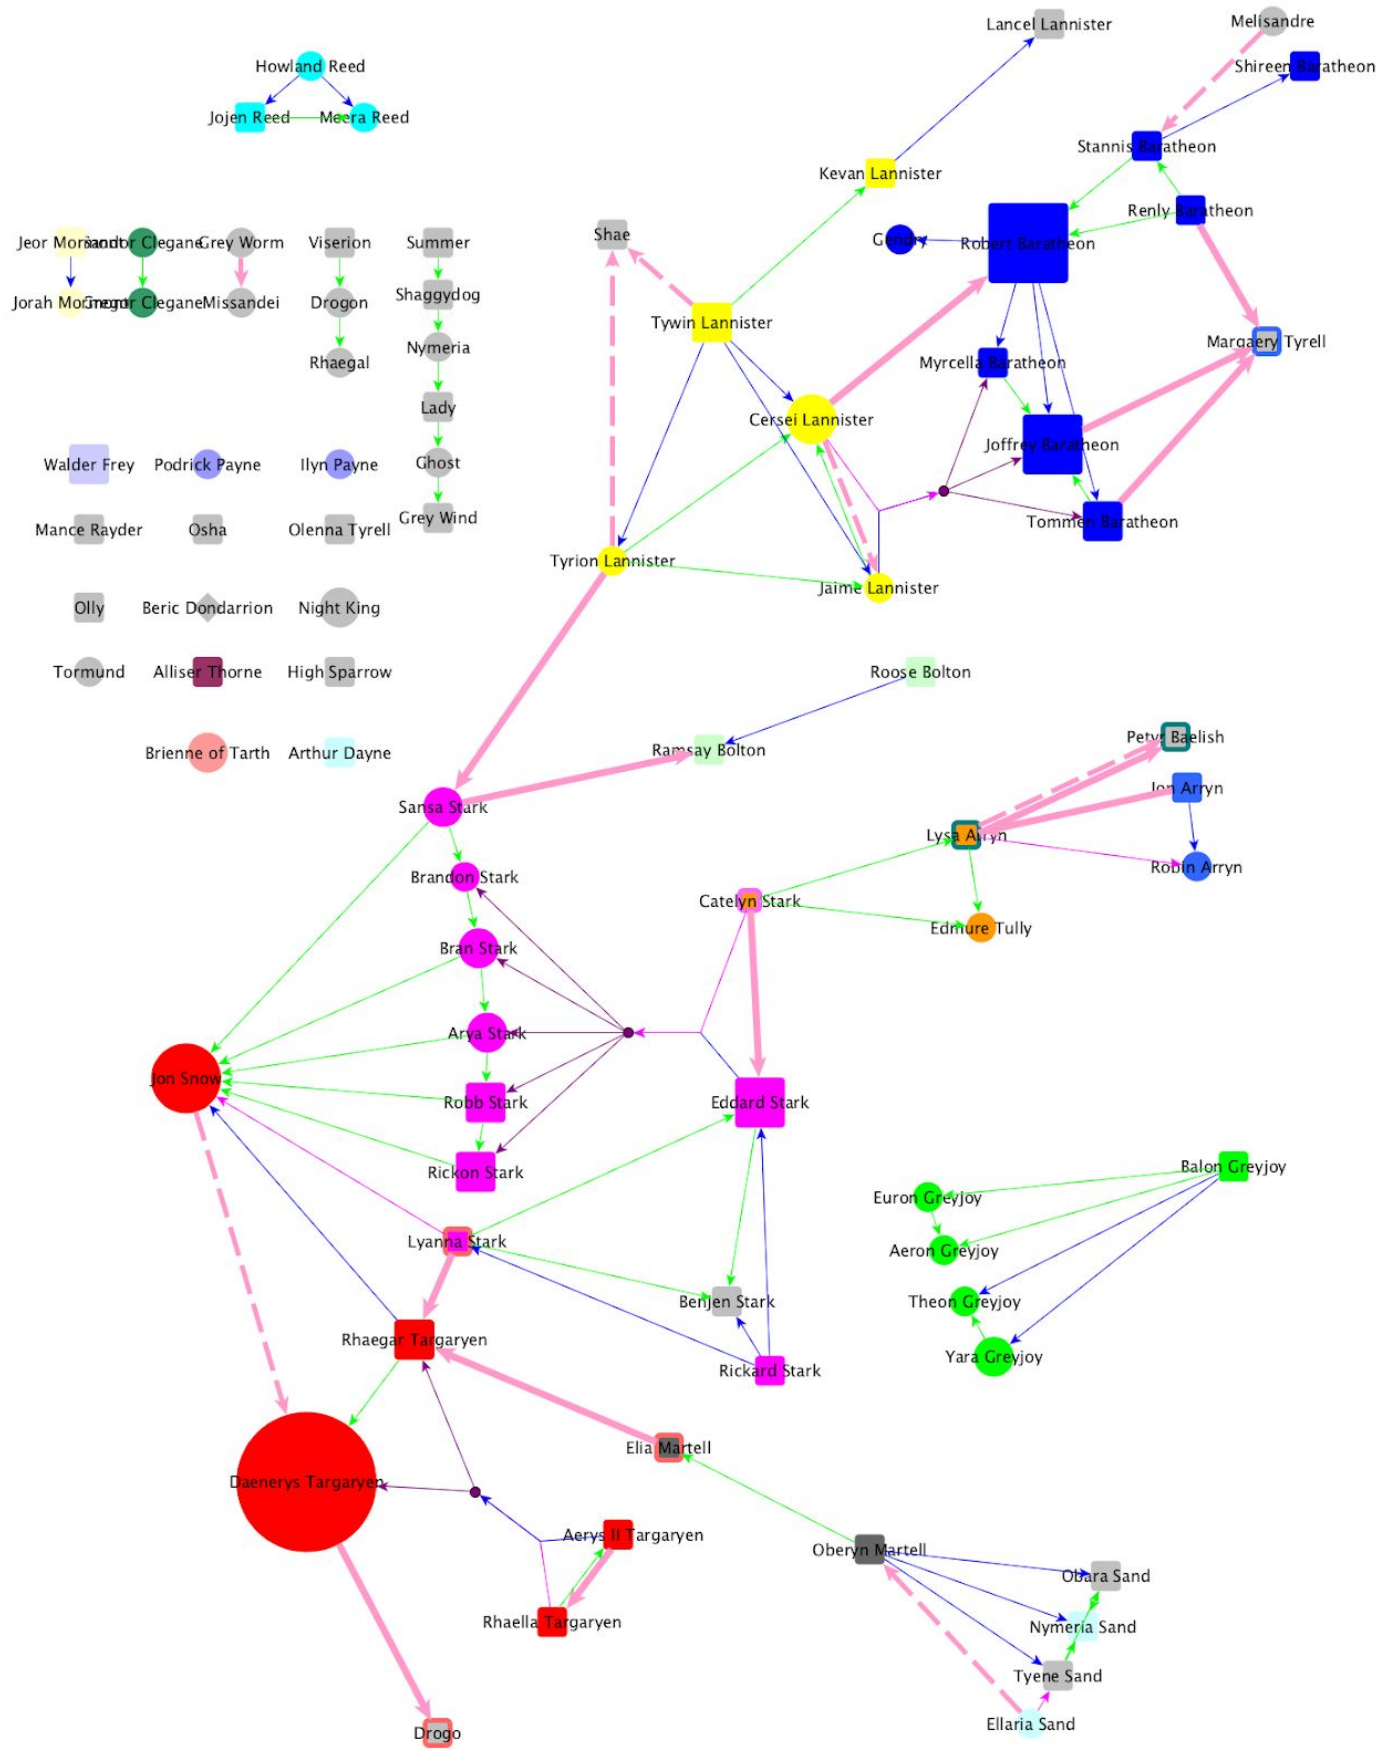 Lancel Lannister
Melisandre
Howland Reed
Shireen Baratheon
Jojen Reed
Meera Reed
Stannis Baratheon
Kevan Lannister
Renly Baratheon
Jeor Mormont
Sandor Clegane
Grey Worm
Viserion
Summer
Shae
Gendry
Robert Baratheon
Jorah Mormont
Gregor Clegane
Missandei
Drogon
Shaggydog
Tywin Lannister
Nymeria
Margaery Tyrell
Rhaegal
Myrcella Baratheon
Lady
Cersei Lannister
Joffrey Baratheon
Walder Frey
Podrick Payne
Ilyn Payne
Ghost
Grey Wind
Tommen Baratheon
Mance Rayder
Osha
Olenna Tyrell
Tyrion Lannister
Jaime Lannister
Olly
Beric Dondarrion
Night King
Tormund
Alliser Thorne
High Sparrow
Roose Bolton
Brienne of Tarth
Arthur Dayne
Ramsay Bolton
Petyr Baelish
Jon Arryn
Sansa Stark
Lysa Arryn
Robin Arryn
Brandon Stark
Catelyn Stark
Edmure Tully
Bran Stark
Arya Stark
Jon Snow
Robb Stark
Eddard Stark
Rickon Stark
Balon Greyjoy
Euron Greyjoy
Lyanna Stark
Aeron Greyjoy
Benjen Stark
Theon Greyjoy
Rhaegar Targaryen
Yara Greyjoy
Rickard Stark
Elia Martell
Daenerys Targaryen
Aerys II Targaryen
Oberyn Martell
Obara Sand
Rhaella Targaryen
Nymeria Sand
Tyene Sand
Ellaria Sand
Drogo